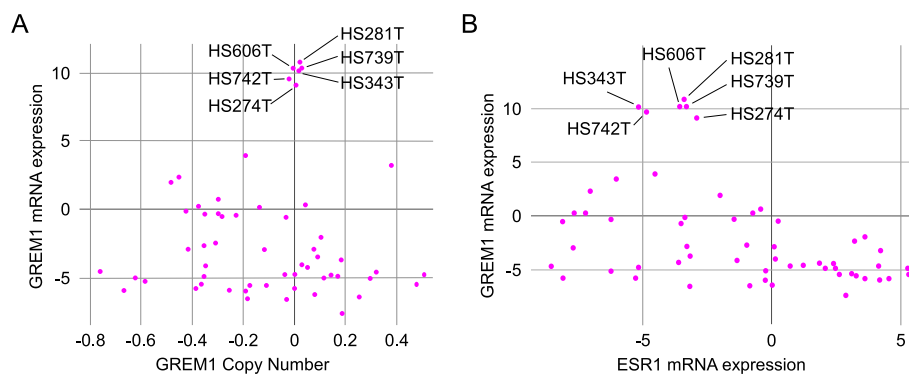 A
GREM1 mRNA expression
10
5
0
-5
-0.8
-0.6
-0.4
-0.2
0
0.2
0.4
GREM1 Copy Number
HS281T
HS606T
HS739T
HS742T
HS343T
HS274T
B
GREM1 mRNA expression
10
5
0
-5
-5
0
5
ESR1 mRNA expression
HS606T
HS281T
HS343T
HS739T
HS742T
HS274T